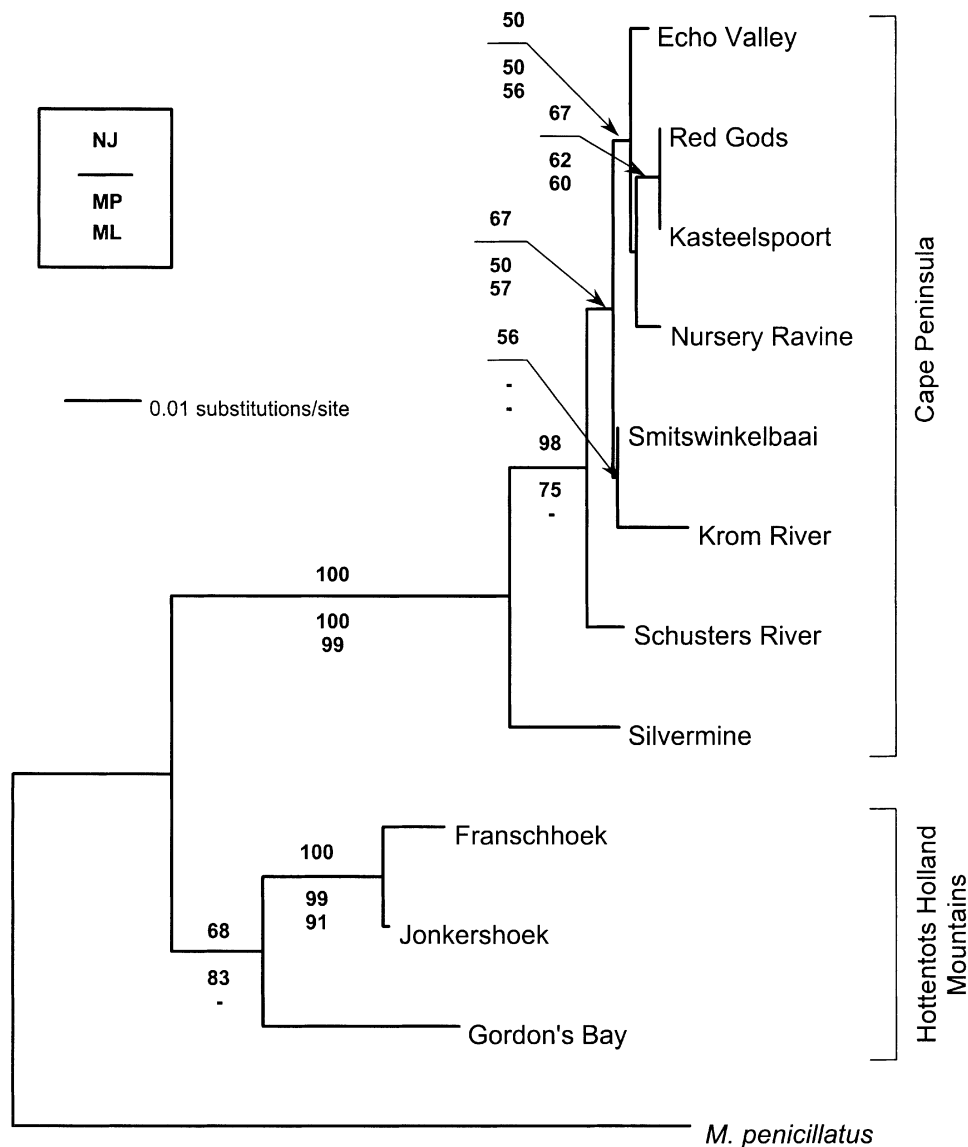 50
50
56
67
62
60
67
50
57
56
-
-
98
75
-
100
100
99
100
99
91
68
83
-
NJ
MP
ML
0.01 substitutions/site
Echo Valley
Red Gods
Kasteelspoort
Nursery Ravine
Smitswinkelbaai
Krom River
Schusters River
Silvermine
Franschhoek
Jonkershoek
Gordon's Bay
M. penicillatus
Cape Peninsula
Hottentots Holland
Mountains